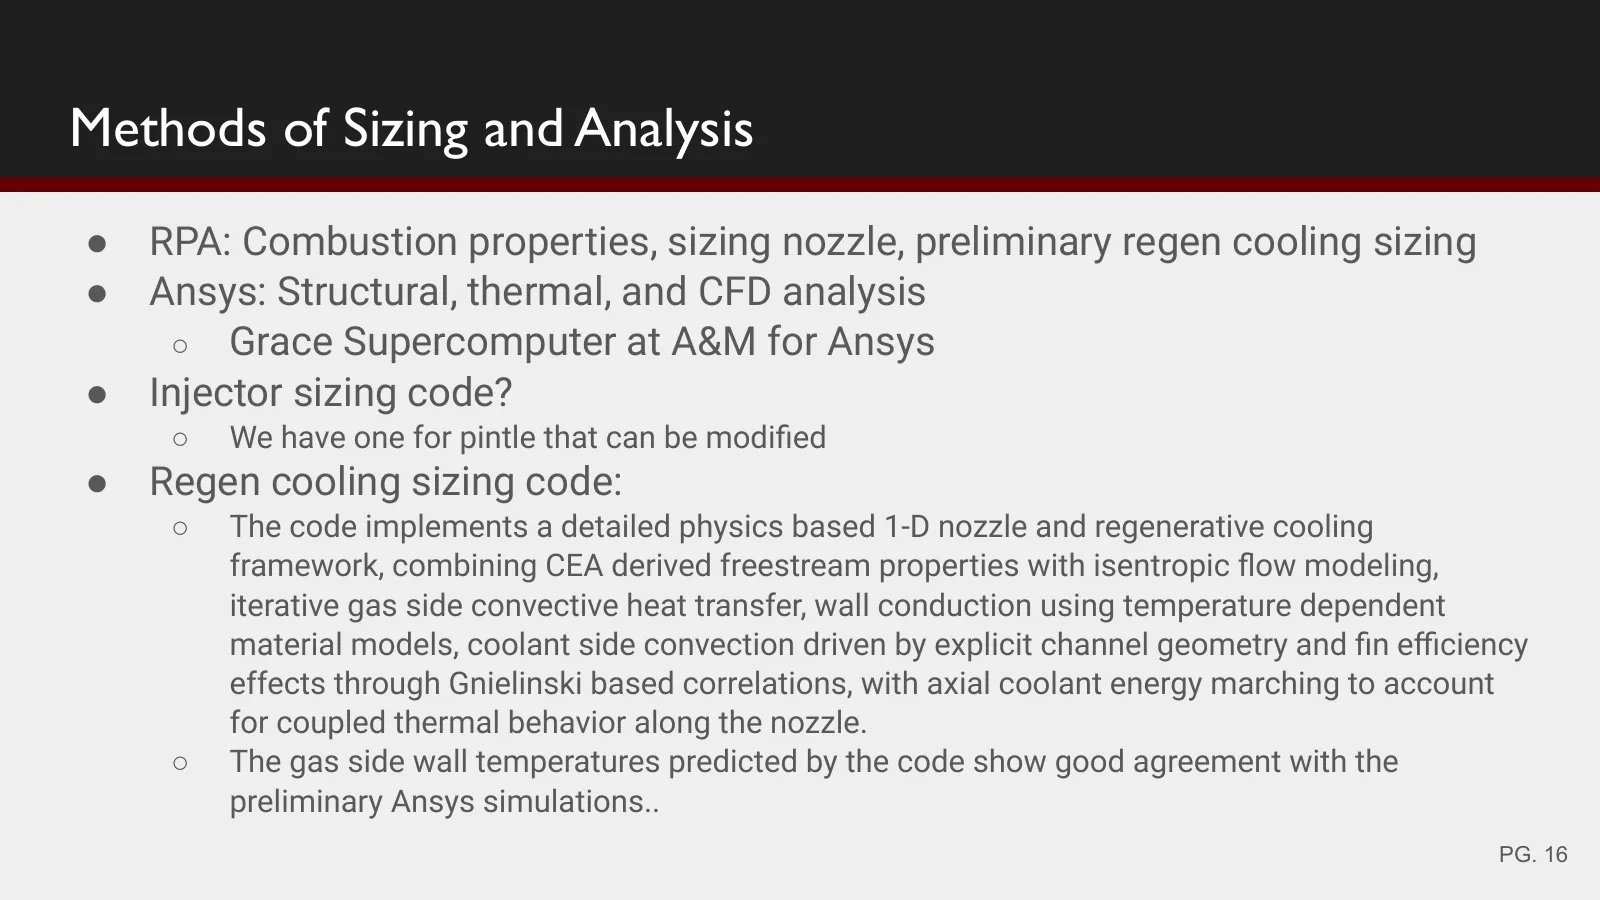 Methods of Sizing and Analysis
● RPA: Combustion properties, sizing nozzle, preliminary regen cooling sizing
● Ansys: Structural, thermal, and CFD analysis
○ Grace Supercomputer at A&M for Ansys
● Injector sizing code?
○ We have one for pintle that can be modified
● Regen cooling sizing code:
○ The code implements a detailed physics based 1-D nozzle and regenerative cooling
framework, combining CEA derived freestream properties with isentropic flow modeling,
iterative gas side convective heat transfer, wall conduction using temperature dependent
material models, coolant side convection driven by explicit channel geometry and fin efficiency
effects through Gnielinski based correlations, with axial coolant energy marching to account
for coupled thermal behavior along the nozzle.
○ The gas side wall temperatures predicted by the code show good agreement with the
preliminary Ansys simulations..
PG. 16